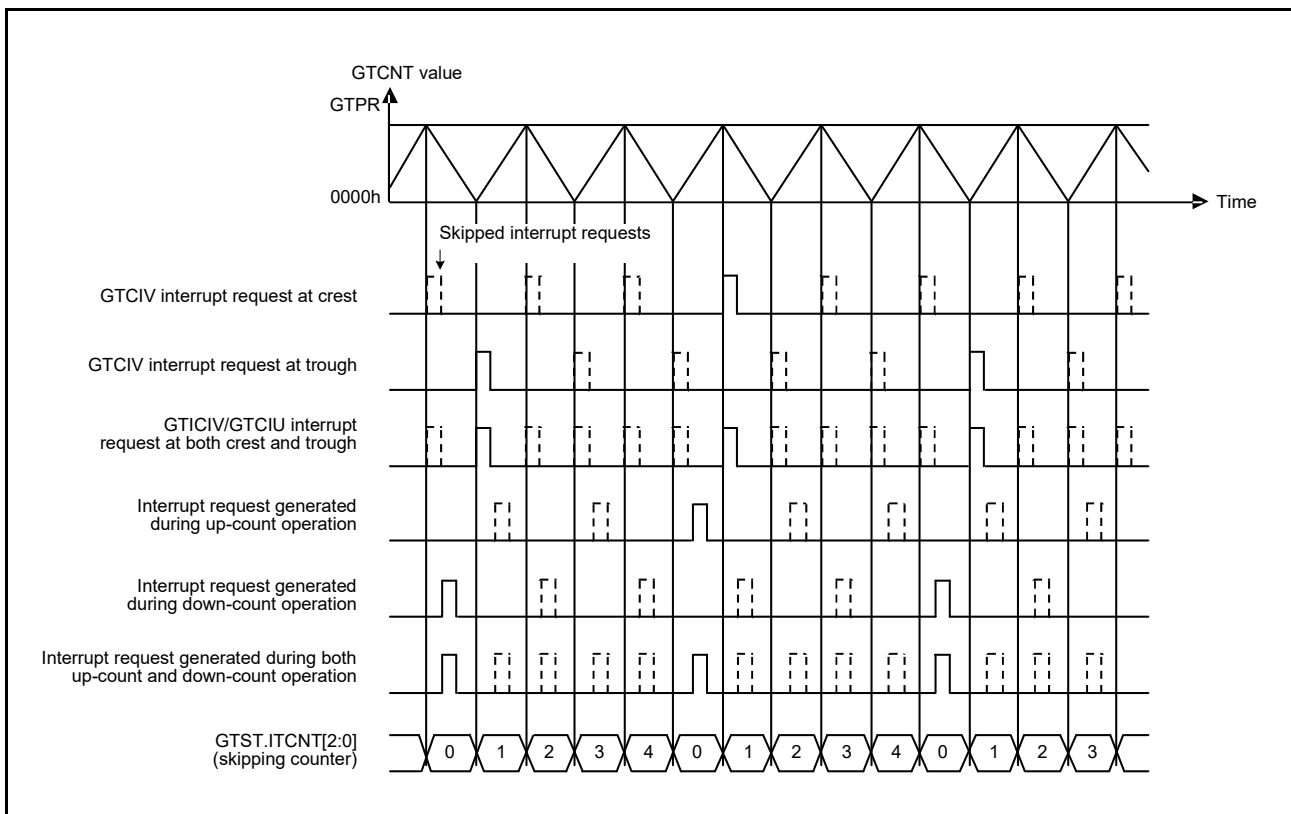 GTCNT value
GTPR
0000h
Time
Skipped interrupt requests
GTCIV interrupt request at crest
GTCIV interrupt request at trough
GTICIV/GTCIU interrupt
request at both crest and trough
Interrupt request generated
during up-count operation
Interrupt request generated
during down-count operation
Interrupt request generated during both
up-count and down-count operation
GTST.ITCNT[2:0]
(skipping counter)
0 1 2 3 4 0 1 2 3 4 0 1 2 3